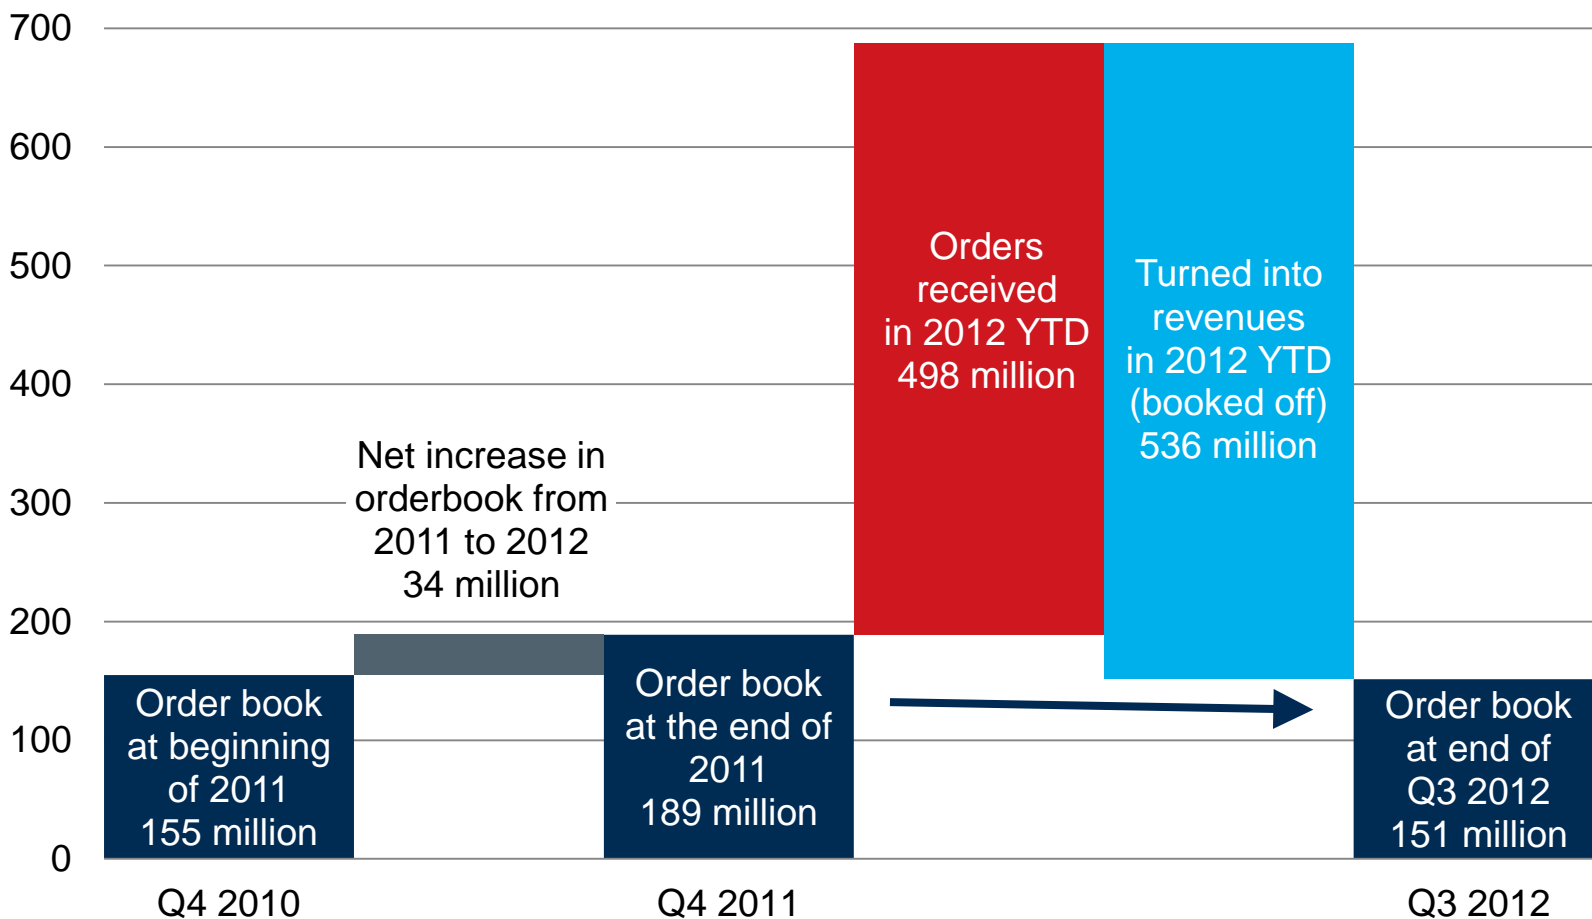 700
600
500
400
300
200
100
0
Order book
at beginning
of 2011
155 million
Net increase in
orderbook from
2011 to 2012
34 million
Order book
at the end of
2011
189 million
Orders
received
in 2012 YTD
498 million
Turned into
revenues
in 2012 YTD
(booked off)
536 million
Order book
at end of
Q3 2012
151 million
Q4 2010
Q4 2011
Q3 2012